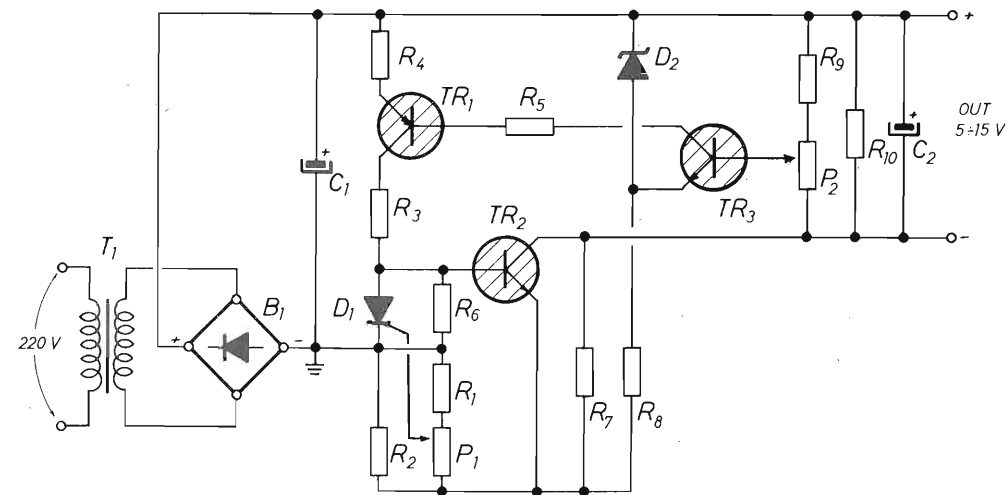 +
R4
D2
R9
TR1
R5
OUT
5÷15 V
+
C1
R10
+
C2
P2
TR3
R3
TR2
-
T1
D1
R6
B1
220 V
+
-
R1
R7
R8
R2
P1